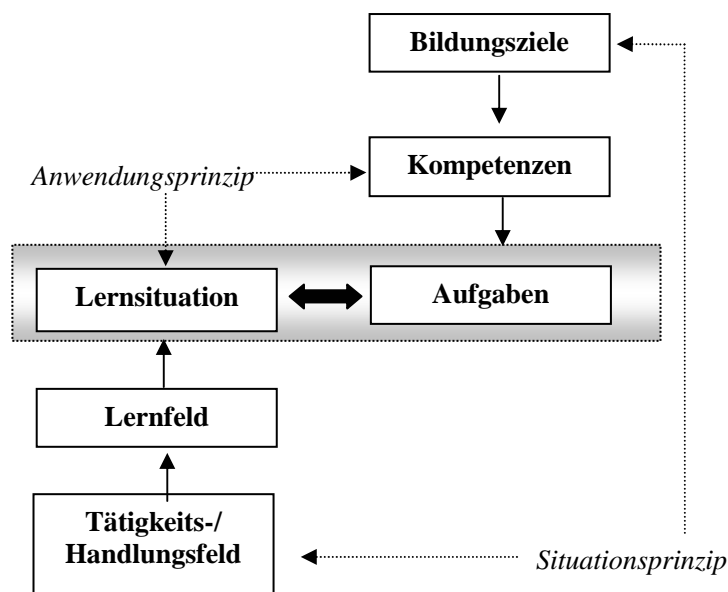 Bildungsziele
Anwendungsprinzip
Kompetenzen
Lernsituation
Aufgaben
Lernfeld
Tätigkeits-/
Handlungsfeld
Situationsprinzip